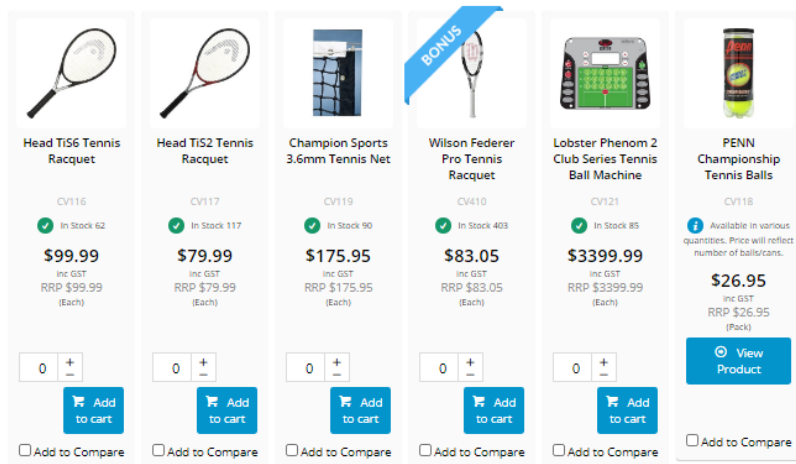 BONUS
Head TiS6 Tennis
Racquet
CV116
In Stock 62
$99.99
inc GST
RRP $99.99
(Each)
0 + −
Add
to cart
Add to Compare
Head TiS2 Tennis
Racquet
CV117
In Stock 117
$79.99
inc GST
RRP $79.99
(Each)
0 + −
Add
to cart
Add to Compare
Champion Sports
3.6mm Tennis Net
CV119
In Stock 90
$175.95
inc GST
RRP $175.95
(Each)
0 + −
Add
to cart
Add to Compare
Wilson Federer
Pro Tennis
Racquet
CV410
In Stock 403
$83.05
inc GST
RRP $83.05
(Each)
0 + −
Add
to cart
Add to Compare
Lobster Phenom 2
Club Series Tennis
Ball Machine
CV121
In Stock 85
$3399.99
inc GST
RRP $3399.99
(Each)
0 + −
Add
to cart
Add to Compare
Penn
PENN
Championship
Tennis Balls
CV118
Available in various
quantities. Price will reflect
number of balls/cans.
$26.95
inc GST
RRP $26.95
(Pack)
View
Product
Add to Compare